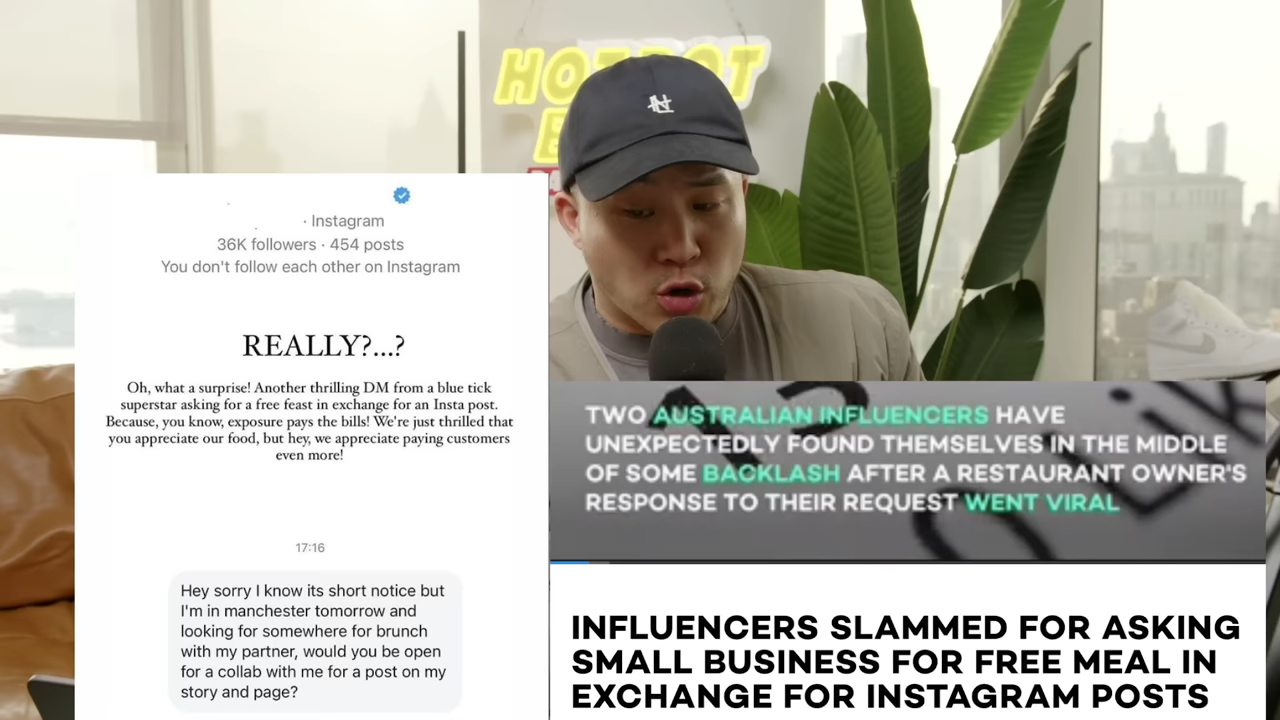 HOT POT
· Instagram
36K followers · 454 posts
You don't follow each other on Instagram
REALLY?...?
Oh, what a surprise! Another thrilling DM from a blue tick
superstar asking for a free feast in exchange for an Insta post.
Because, you know, exposure pays the bills! We're just thrilled that
you appreciate our food, but hey, we appreciate paying customers
even more!
17:16
Hey sorry I know its short notice but
I'm in manchester tomorrow and
looking for somewhere for brunch
with my partner, would you be open
for a collab with me for a post on my
story and page?
TWO AUSTRALIAN INFLUENCERS HAVE
UNEXPECTEDLY FOUND THEMSELVES IN THE MIDDLE
OF SOME BACKLASH AFTER A RESTAURANT OWNER'S
RESPONSE TO THEIR REQUEST WENT VIRAL
INFLUENCERS SLAMMED FOR ASKING
SMALL BUSINESS FOR FREE MEAL IN
EXCHANGE FOR INSTAGRAM POSTS